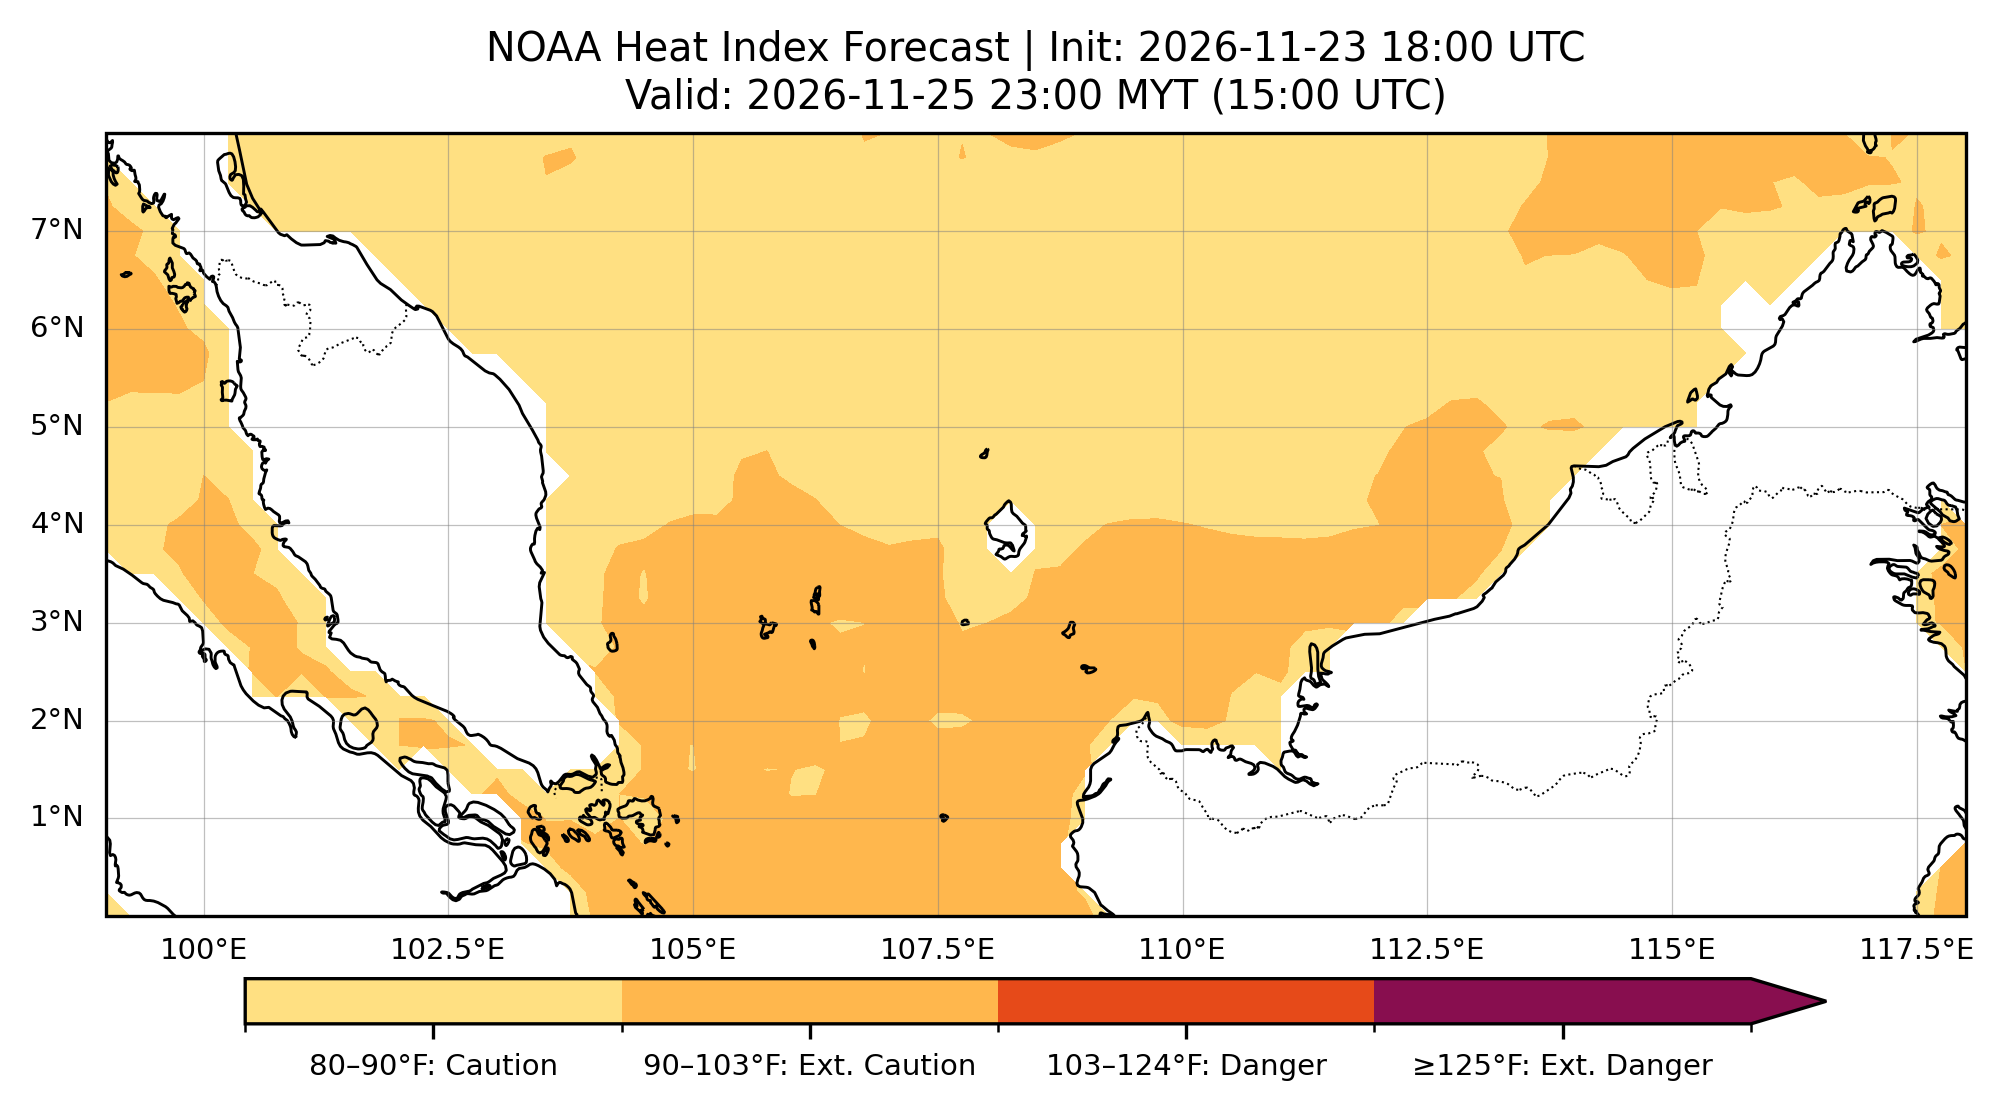 NOAA Heat Index Forecast | Init: 2026-11-23 18:00 UTC
Valid: 2026-11-25 23:00 MYT (15:00 UTC)
7°N
6°N
5°N
4°N
3°N
2°N
1°N
100°E 102.5°E 105°E 107.5°E 110°E 112.5°E 115°E 117.5°E
80–90°F: Caution 90–103°F: Ext. Caution 103–124°F: Danger ≥125°F: Ext. Danger